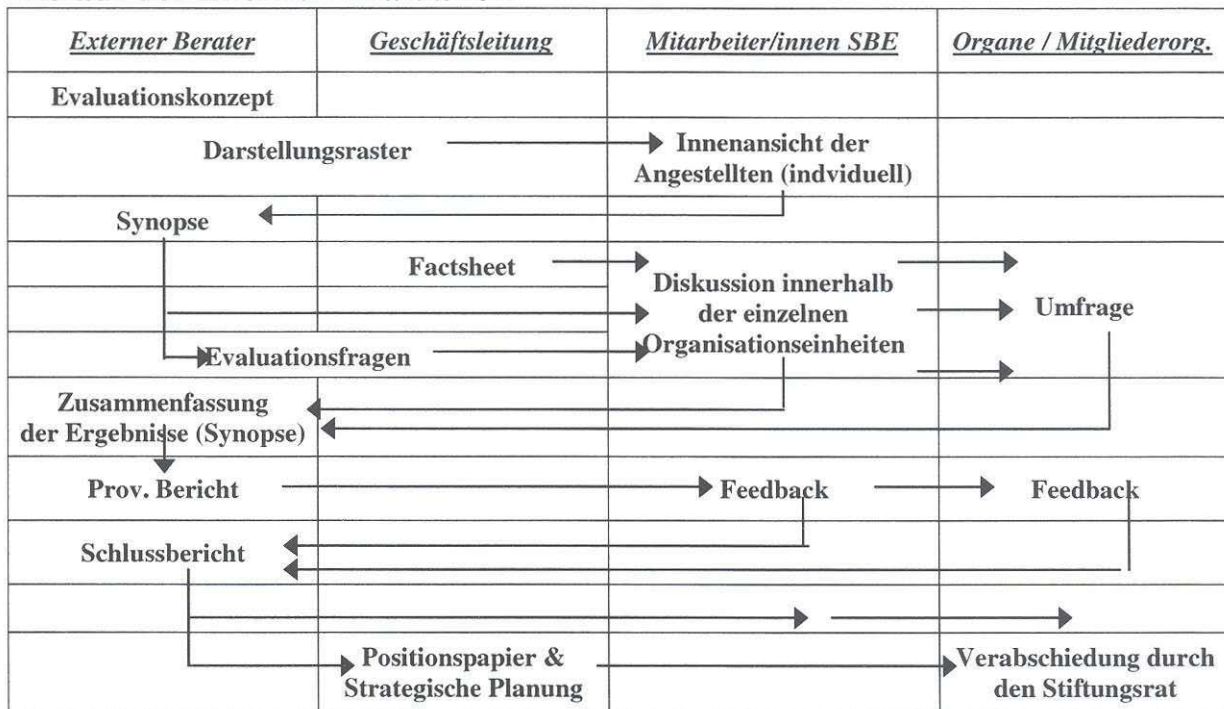 Externer Berater
Geschäftsleitung
Mitarbeiter/innen SBE
Organe / Mitgliederorg.
Evaluationskonzept
Darstellungsraster
Innenansicht der
Angestellten (indviduell)
Synopse
Factsheet
Diskussion innerhalb
der einzelnen
Organisationseinheiten
Umfrage
Evaluationsfragen
Zusammenfassung
der Ergebnisse (Synopse)
Prov. Bericht
Feedback
Feedback
Schlussbericht
Positionspapier &
Strategische Planung
Verabschiedung durch
den Stiftungsrat